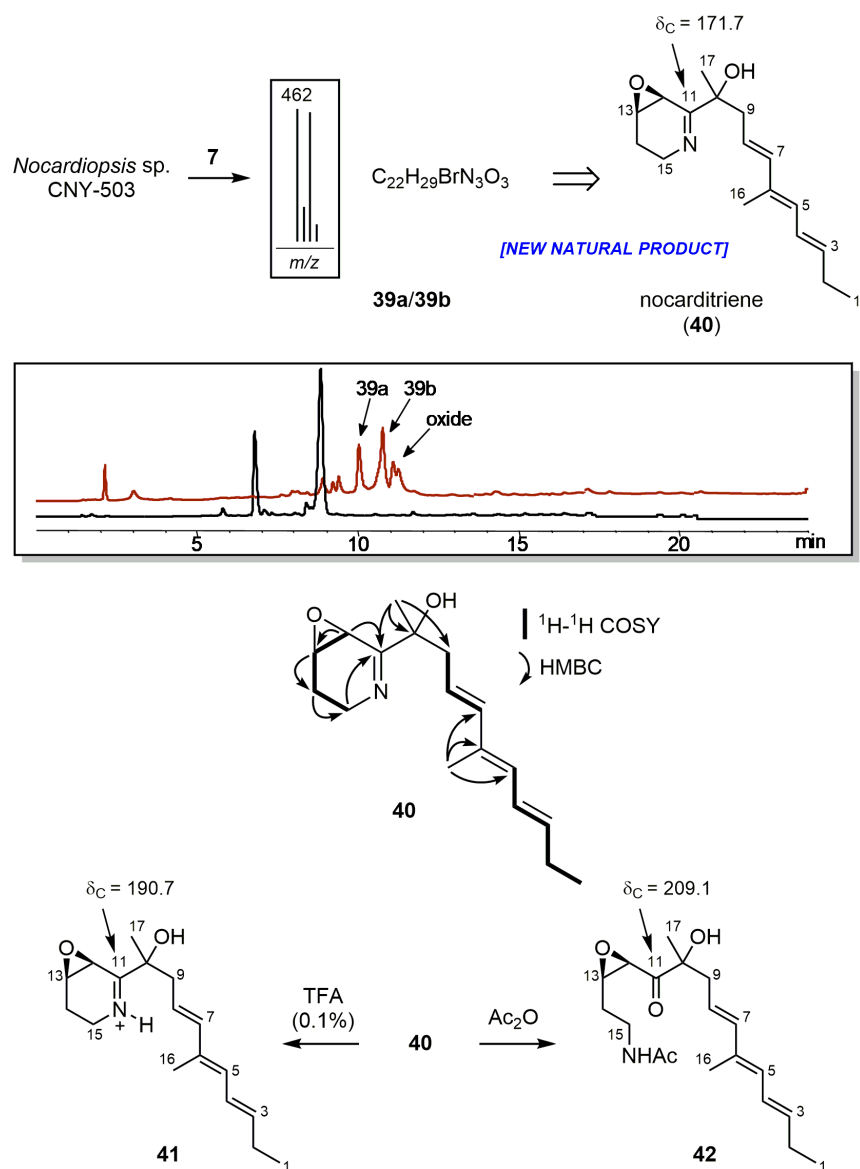 δC = 171.7
17
OH
O
11
9
13
N
7
15
16
5
3
1
462
m/z
Nocardiopsis sp.
CNY-503
7
C22H29BrN3O3
[NEW NATURAL PRODUCT]
39a/39b
nocarditriene
(40)
39a
39b
oxide
5
10
15
20
min
O
OH
N
1H-1H COSY
HMBC
40
δC = 190.7
17
OH
O
11
13
9
N
+
H
15
7
16
5
3
1
41
TFA
(0.1%)
40
Ac2O
δC = 209.1
17
OH
O
11
13
9
O
15
NHAc
7
16
5
3
1
42